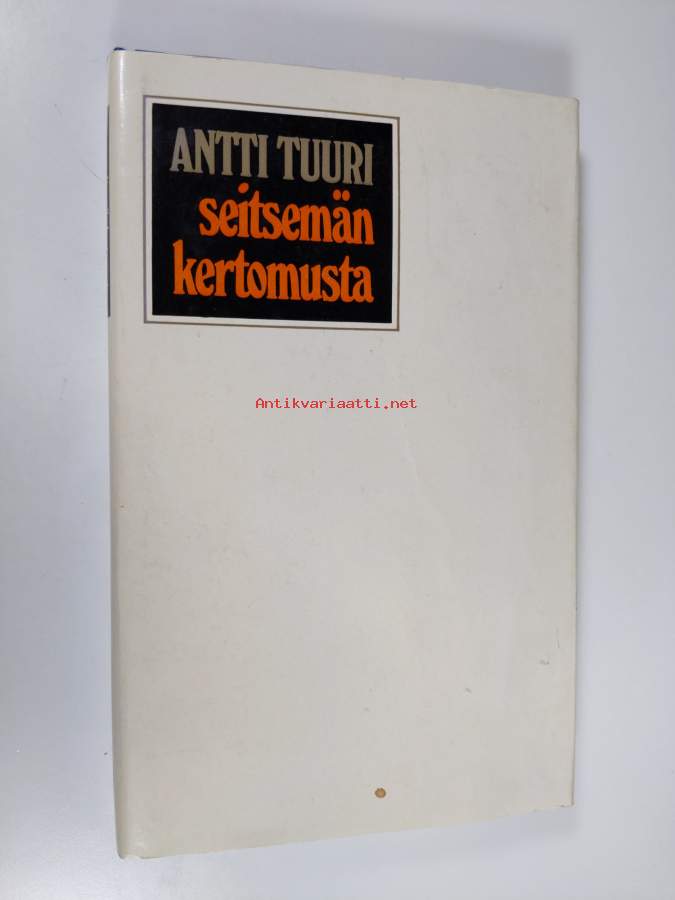 ANTTI TUURI
seitsemän
kertomusta
Antikvariaatti.net